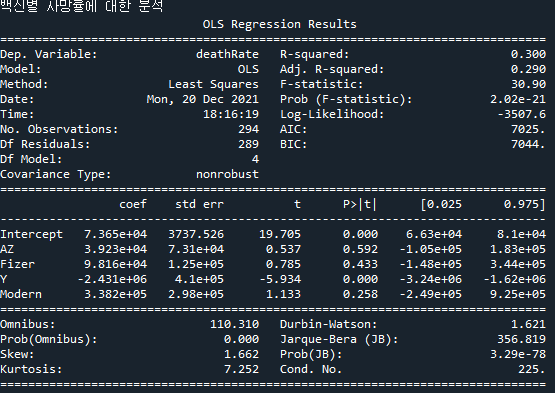 백신별 사망률에 대한 분석
OLS Regression Results
==============================================================================
Dep. Variable: deathRate R-squared: 0.300
Model: OLS Adj. R-squared: 0.290
Method: Least Squares F-statistic: 30.90
Date: Mon, 20 Dec 2021 Prob (F-statistic): 2.02e-21
Time: 18:16:19 Log-Likelihood: -3507.6
No. Observations: 294 AIC: 7025.
Df Residuals: 289 BIC: 7044.
Df Model: 4
Covariance Type: nonrobust
==============================================================================
coef std err t P>|t| [0.025 0.975]
------------------------------------------------------------------------------
Intercept 7.365e+04 3737.526 19.705 0.000 6.63e+04 8.1e+04
AZ 3.923e+04 7.31e+04 0.537 0.592 -1.05e+05 1.83e+05
Fizer 9.816e+04 1.25e+05 0.785 0.433 -1.48e+05 3.44e+05
Y -2.431e+06 4.1e+05 -5.934 0.000 -3.24e+06 -1.62e+06
Modern 3.382e+05 2.98e+05 1.133 0.258 -2.49e+05 9.25e+05
==============================================================================
Omnibus: 110.310 Durbin-Watson: 1.621
Prob(Omnibus): 0.000 Jarque-Bera (JB): 356.819
Skew: 1.662 Prob(JB): 3.29e-78
Kurtosis: 7.252 Cond. No. 225.
==============================================================================